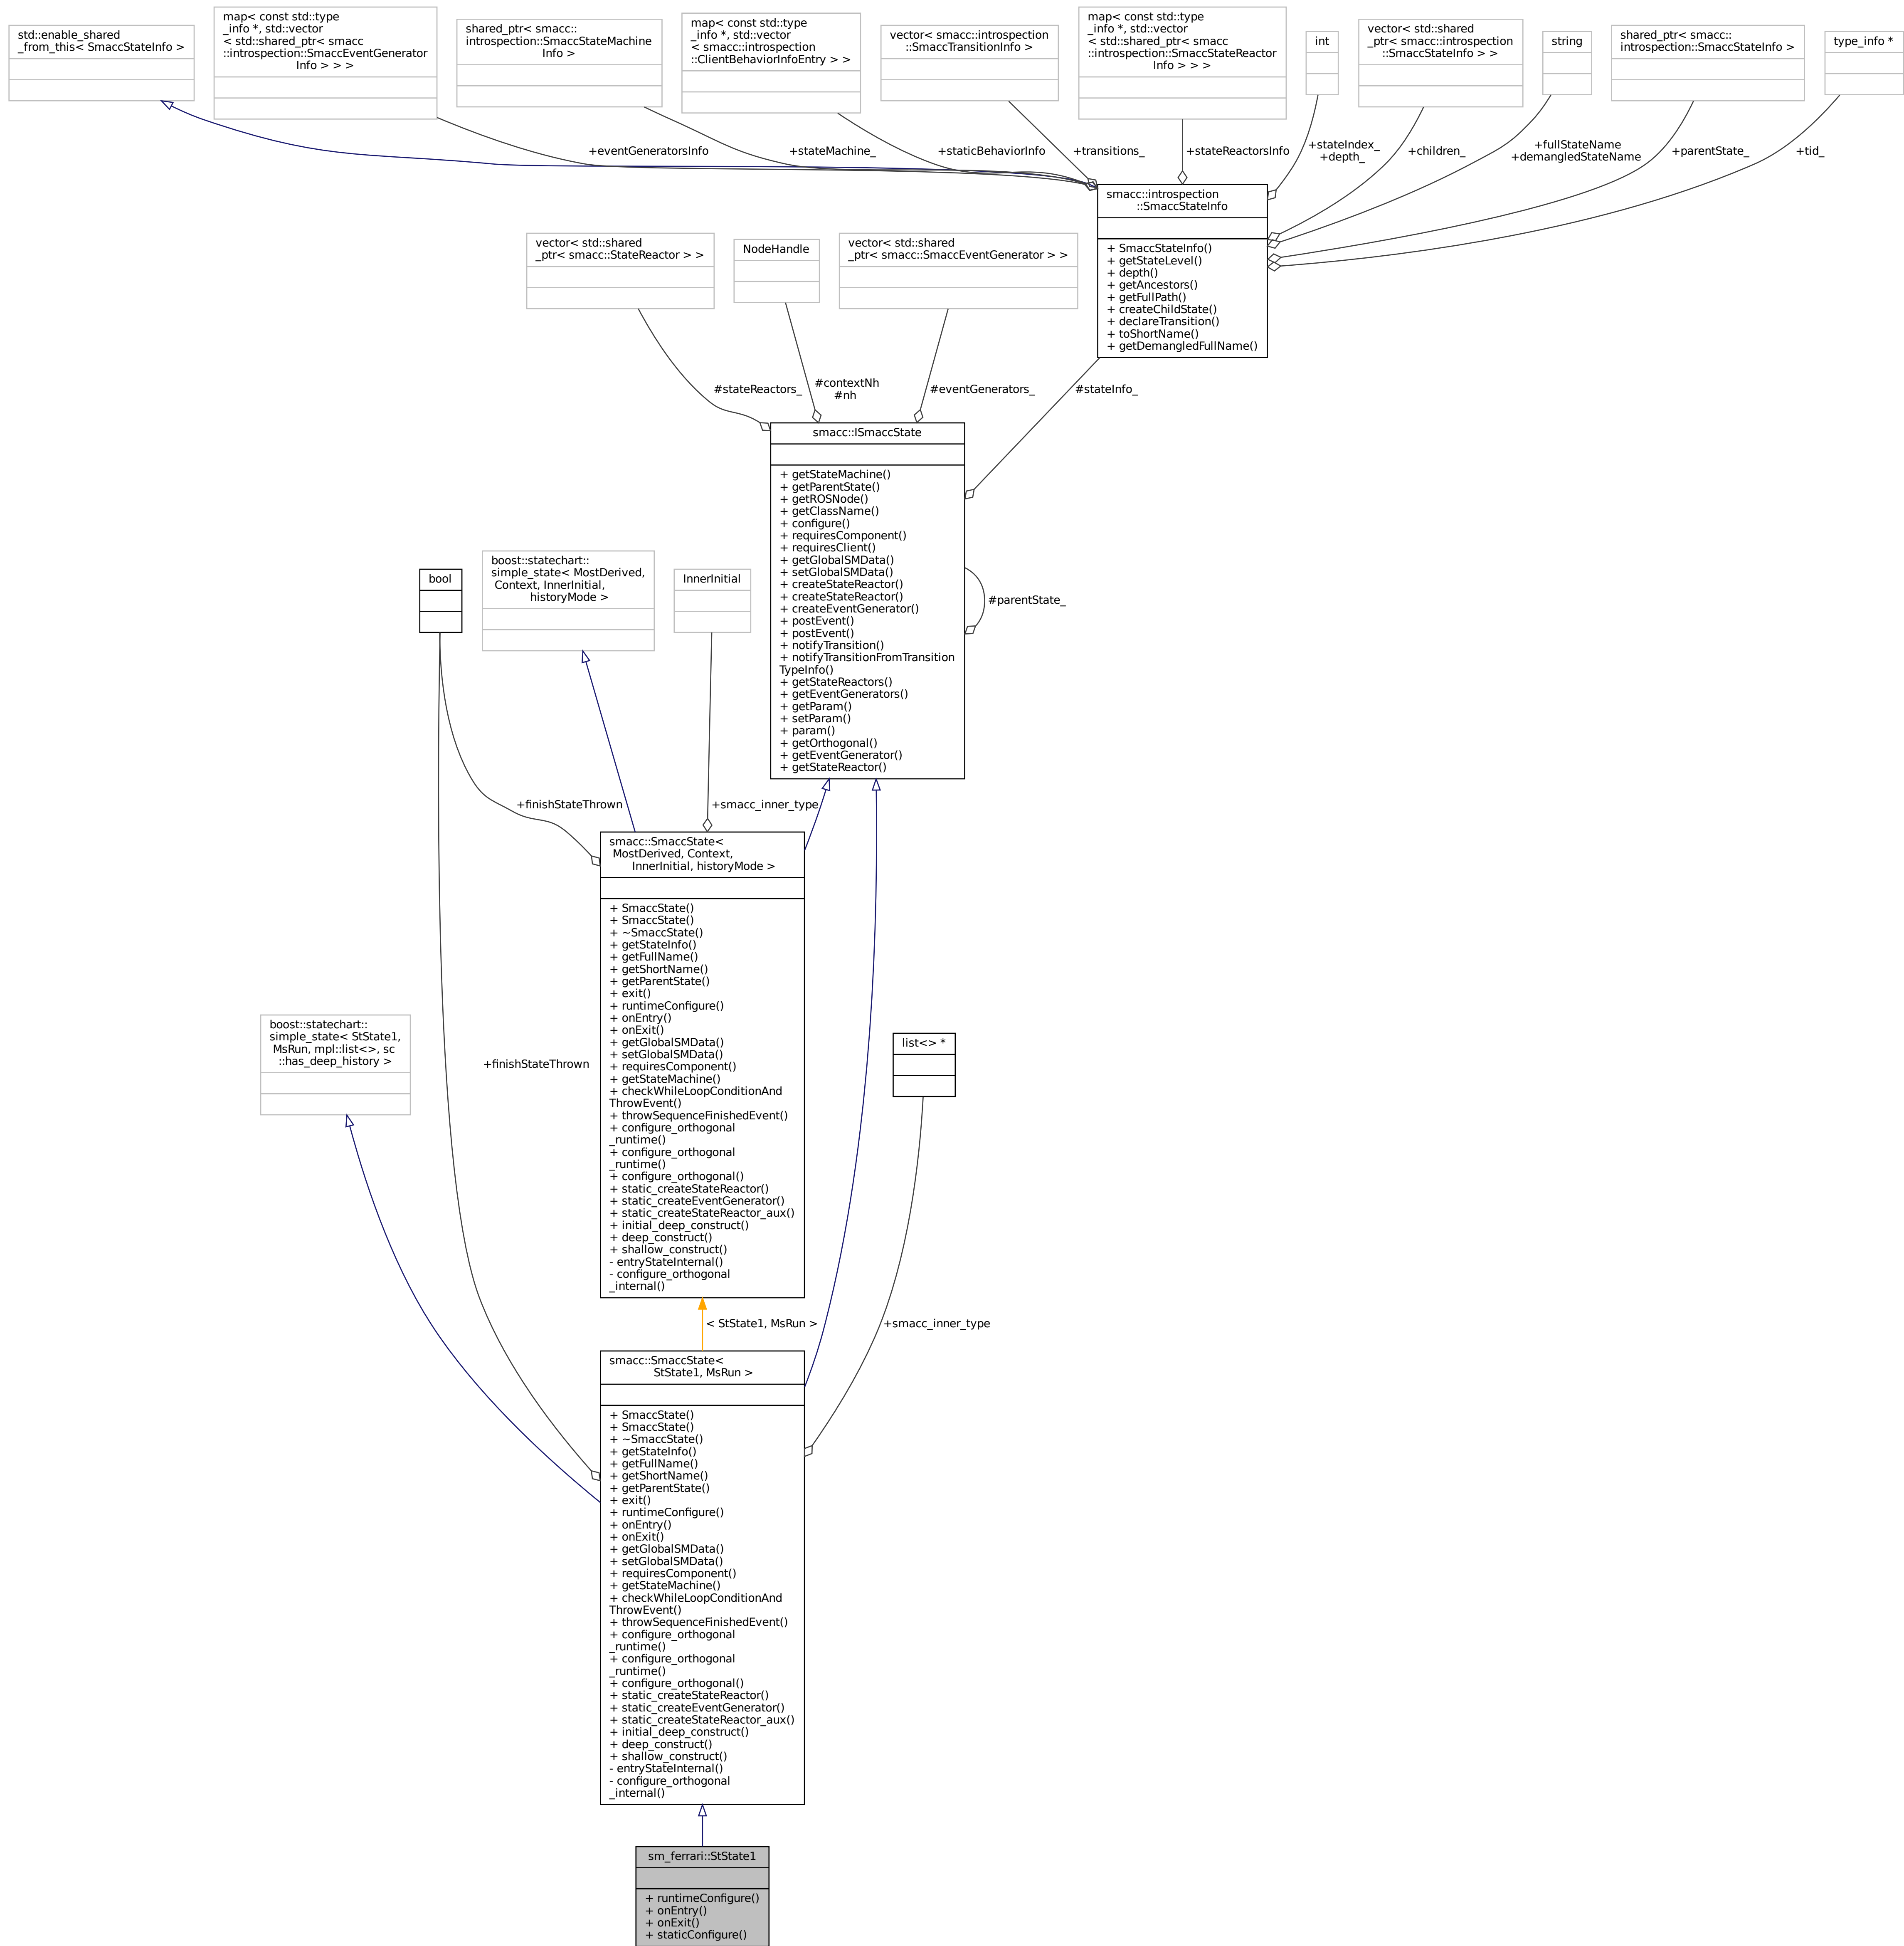 std::enable_shared
_from_this< SmaccStateInfo >
map< const std::type
_info *, std::vector
< std::shared_ptr< smacc
::introspection::SmaccEventGenerator
Info > > >
shared_ptr< smacc::
introspection::SmaccStateMachine
Info >
map< const std::type
_info *, std::vector
< smacc::introspection
::ClientBehaviorInfoEntry > >
vector< smacc::introspection
::SmaccTransitionInfo >
map< const std::type
_info *, std::vector
< std::shared_ptr< smacc
::introspection::SmaccStateReactor
Info > > >
int
vector< std::shared
_ptr< smacc::introspection
::SmaccStateInfo > >
string
shared_ptr< smacc::
introspection::SmaccStateInfo >
type_info *
+eventGeneratorsInfo
+stateMachine_
+staticBehaviorInfo
+transitions_
+stateReactorsInfo
+stateIndex_
+depth_
+children_
+fullStateName
+demangledStateName
+parentState_
+tid_
smacc::introspection
::SmaccStateInfo
+ SmaccStateInfo()
+ getStateLevel()
+ depth()
+ getAncestors()
+ getFullPath()
+ createChildState()
+ declareTransition()
+ toShortName()
+ getDemangledFullName()
vector< std::shared
_ptr< smacc::StateReactor > >
NodeHandle
vector< std::shared
_ptr< smacc::SmaccEventGenerator > >
#stateReactors_
#contextNh
#nh
#eventGenerators_
#stateInfo_
smacc::ISmaccState
+ getStateMachine()
+ getParentState()
+ getROSNode()
+ getClassName()
+ configure()
+ requiresComponent()
+ requiresClient()
+ getGlobalSMData()
+ setGlobalSMData()
+ createStateReactor()
+ createStateReactor()
+ createEventGenerator()
+ postEvent()
+ postEvent()
+ notifyTransition()
+ notifyTransitionFromTransition
TypeInfo()
+ getStateReactors()
+ getEventGenerators()
+ getParam()
+ setParam()
+ param()
+ getOrthogonal()
+ getEventGenerator()
+ getStateReactor()
#parentState_
bool
boost::statechart::
simple_state< MostDerived,
Context, InnerInitial,
historyMode >
InnerInitial
+finishStateThrown
+smacc_inner_type
smacc::SmaccState<
MostDerived, Context,
InnerInitial, historyMode >
+ SmaccState()
+ SmaccState()
+ ~SmaccState()
+ getStateInfo()
+ getFullName()
+ getShortName()
+ getParentState()
+ exit()
+ runtimeConfigure()
+ onEntry()
+ onExit()
+ getGlobalSMData()
+ setGlobalSMData()
+ requiresComponent()
+ getStateMachine()
+ checkWhileLoopConditionAnd
ThrowEvent()
+ throwSequenceFinishedEvent()
+ configure_orthogonal
_runtime()
+ configure_orthogonal
_runtime()
+ configure_orthogonal()
+ static_createStateReactor()
+ static_createEventGenerator()
+ static_createStateReactor_aux()
+ initial_deep_construct()
+ deep_construct()
+ shallow_construct()
- entryStateInternal()
- configure_orthogonal
_internal()
boost::statechart::
simple_state< StState1,
MsRun, mpl::list<>, sc
::has_deep_history >
+finishStateThrown
list<> *
< StState1, MsRun >
+smacc_inner_type
smacc::SmaccState<
StState1, MsRun >
+ SmaccState()
+ SmaccState()
+ ~SmaccState()
+ getStateInfo()
+ getFullName()
+ getShortName()
+ getParentState()
+ exit()
+ runtimeConfigure()
+ onEntry()
+ onExit()
+ getGlobalSMData()
+ setGlobalSMData()
+ requiresComponent()
+ getStateMachine()
+ checkWhileLoopConditionAnd
ThrowEvent()
+ throwSequenceFinishedEvent()
+ configure_orthogonal
_runtime()
+ configure_orthogonal
_runtime()
+ configure_orthogonal()
+ static_createStateReactor()
+ static_createEventGenerator()
+ static_createStateReactor_aux()
+ initial_deep_construct()
+ deep_construct()
+ shallow_construct()
- entryStateInternal()
- configure_orthogonal
_internal()
sm_ferrari::StState1
+ runtimeConfigure()
+ onEntry()
+ onExit()
+ staticConfigure()